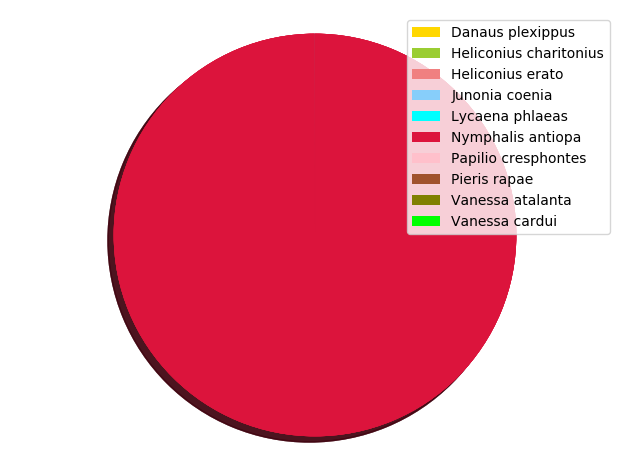 Danaus plexippus
Heliconius charitonius
Heliconius erato
Junonia coenia
Lycaena phlaeas
Nymphalis antiopa
Papilio cresphontes
Pieris rapae
Vanessa atalanta
Vanessa cardui